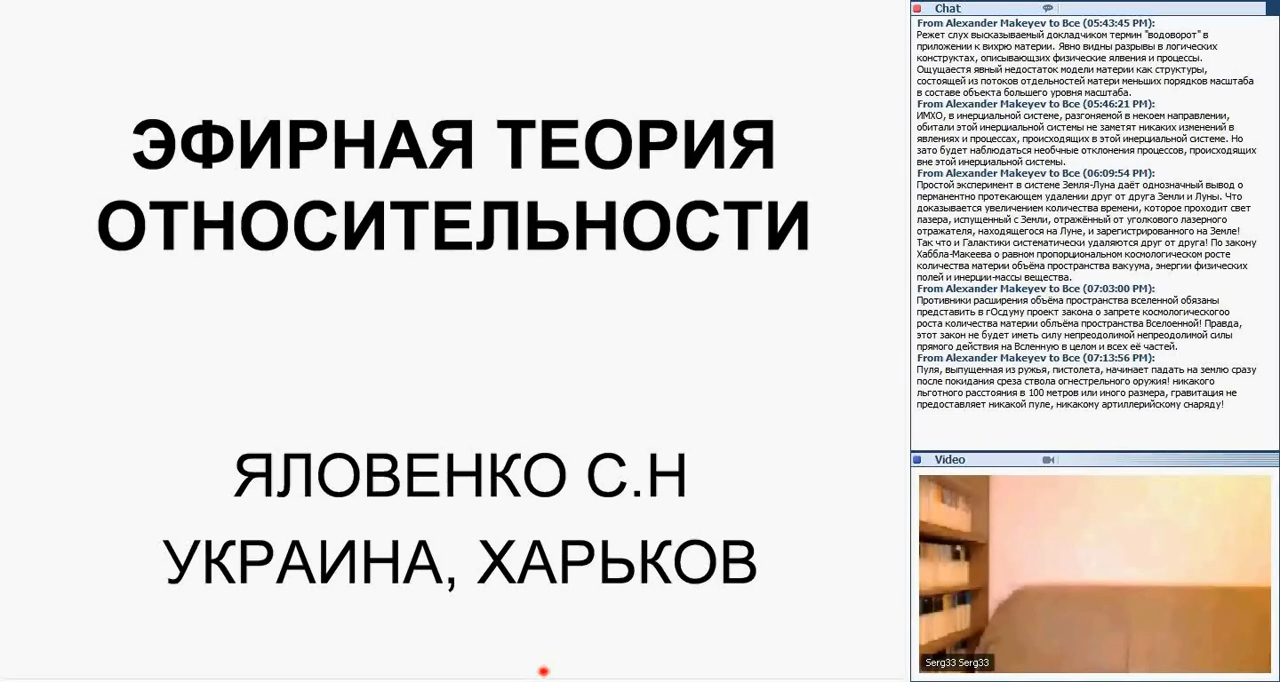 ЭФИРНАЯ ТЕОРИЯ
ОТНОСИТЕЛЬНОСТИ
ЯЛОВЕНКО С.Н
УКРАИНА, ХАРЬКОВ
Chat
From Alexander Makeyev to Все (05:43:45 PM):
Режет слух высказываемый докладчиком термин "водоворот" в
приложении к вихрю материи. Явно видны разрывы в логических
конструктах, описывающзих физические ялвения и процессы.
Ощущаестя явный недостаток модели материи как структуры,
состоящей из потоков отдельностей матери меньших порядков масштаба
в составе объекта большего уровня масштаба.
From Alexander Makeyev to Все (05:46:21 PM):
ИМХО, в инерциальной системе, разгоняемой в некоем направлении,
обитали этой инерциальной системы не заметят никаких изменений в
явлениях и процессах, происходящих в этой инерциальной системе. Но
зато будет наблюдаться необчные отклонения процессов, происходящих
вне этой инерциальной системы.
From Alexander Makeyev to Все (06:09:54 PM):
Простой эксперимент в системе Земля-Луна даёт однозначный вывод о
перманентно протекающем удалении друг от друга Земли и Луны. Что
доказывается увеличением количества времени, которое проходит свет
лазера, испущенный с Земли, отражённый от уголкового лазерного
отражателя, находящегося на Луне, и зарегистрированного на Земле!
Так что и Галактики систематически удаляются друг от друга! По закону
Хаббла-Макеева о равном пропорциональном космологическом росте
количества материи объёма пространства вакуума, энергии физических
полей и инерции-массы вещества.
From Alexander Makeyev to Все (07:03:00 PM):
Противники расширения объёма пространства вселенной обязаны
представить в гОсдуму проект закона о запрете космологическогоо
роста количества материи обльёма пространства Вселоенной! Правда,
этот закон не будет иметь силу непреодолимой непреодолимой силы
прямого действия на Всленную в целом и всех её частей.
From Alexander Makeyev to Все (07:13:56 PM):
Пуля, выпущенная из ружья, пистолета, начинает падать на землю сразу
после покидания среза ствола огнестрельного оружия! никакого
льготного расстояния в 100 метров или иного размера, гравитация не
предоставляет никакой пуле, никакому артиллерийскому снаряду!
Video
Serg33 Serg33